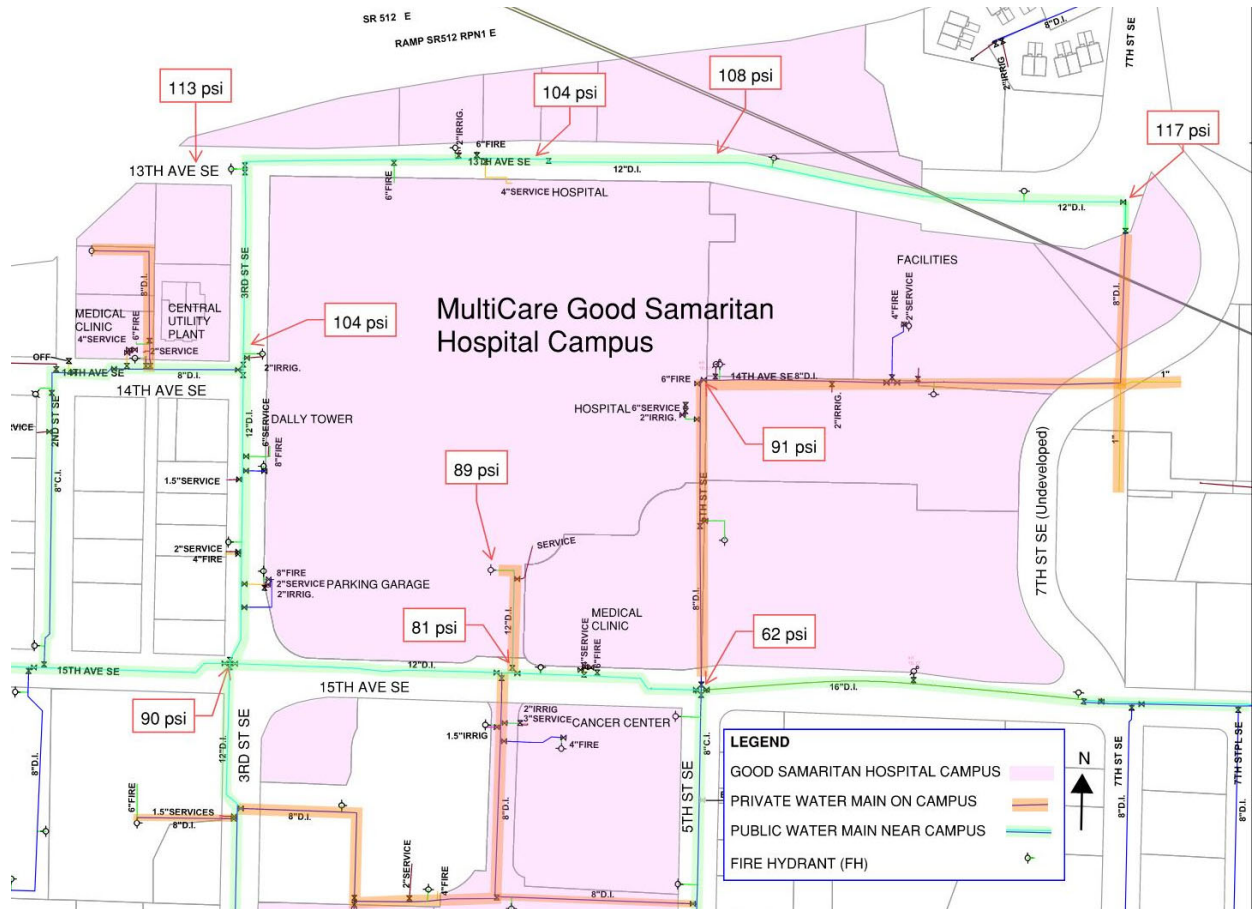 SR 512 E
RAMP SR512 RPN1 E
8"D.I.
2"IRRIG
7TH ST SE
113 psi
104 psi
108 psi
117 psi
13TH AVE SE
2"IRRIG.
6"FIRE
13TH AVE SE
12"D.I.
6"FIRE
4"SERVICE
HOSPITAL
12"D.I.
3RD ST SE
8"D.I.
FACILITIES
4"FIRE
2"SERVICE
8"D.I.
MultiCare Good Samaritan
Hospital Campus
MEDICAL
CLINIC
4"SERVICE
6"FIRE
CENTRAL
UTILITY
PLANT
2"SERVICE
104 psi
OFF
14TH AVE SE
8"D.I.
14TH AVE SE
2"IRRIG.
6"FIRE
14TH AVE SE
8"D.I.
2"IRRIG.
1"
1"
2ND ST SE
8"C.I.
12"D.I.
6"SERVICE
8"FIRE
DALLY TOWER
HOSPITAL
6"SERVICE
2"IRRIG.
91 psi
89 psi
1.5"SERVICE
5TH ST SE
7TH ST SE (Undeveloped)
SERVICE
2"SERVICE
4"FIRE
8"FIRE
2"SERVICE
2"IRRIG.
PARKING GARAGE
12"D.I.
8"D.I.
MEDICAL
CLINIC
4"SERVICE
6"FIRE
81 psi
62 psi
15TH AVE SE
12"D.I.
15TH AVE SE
16"D.I.
90 psi
12"D.I.
3RD ST SE
8"D.I.
2"IRRIG
3"SERVICE
1.5"IRRIG
CANCER CENTER
4"FIRE
8"D.I.
8"C.I.
5TH ST SE
7TH ST SE
8"D.I.
7TH STPL SE
8"D.I.
6"FIRE
1.5"SERVICES
8"D.I.
8"D.I.
2"SERVICE
4"FIRE
8"D.I.
LEGEND
GOOD SAMARITAN HOSPITAL CAMPUS
PRIVATE WATER MAIN ON CAMPUS
PUBLIC WATER MAIN NEAR CAMPUS
FIRE HYDRANT (FH)
N